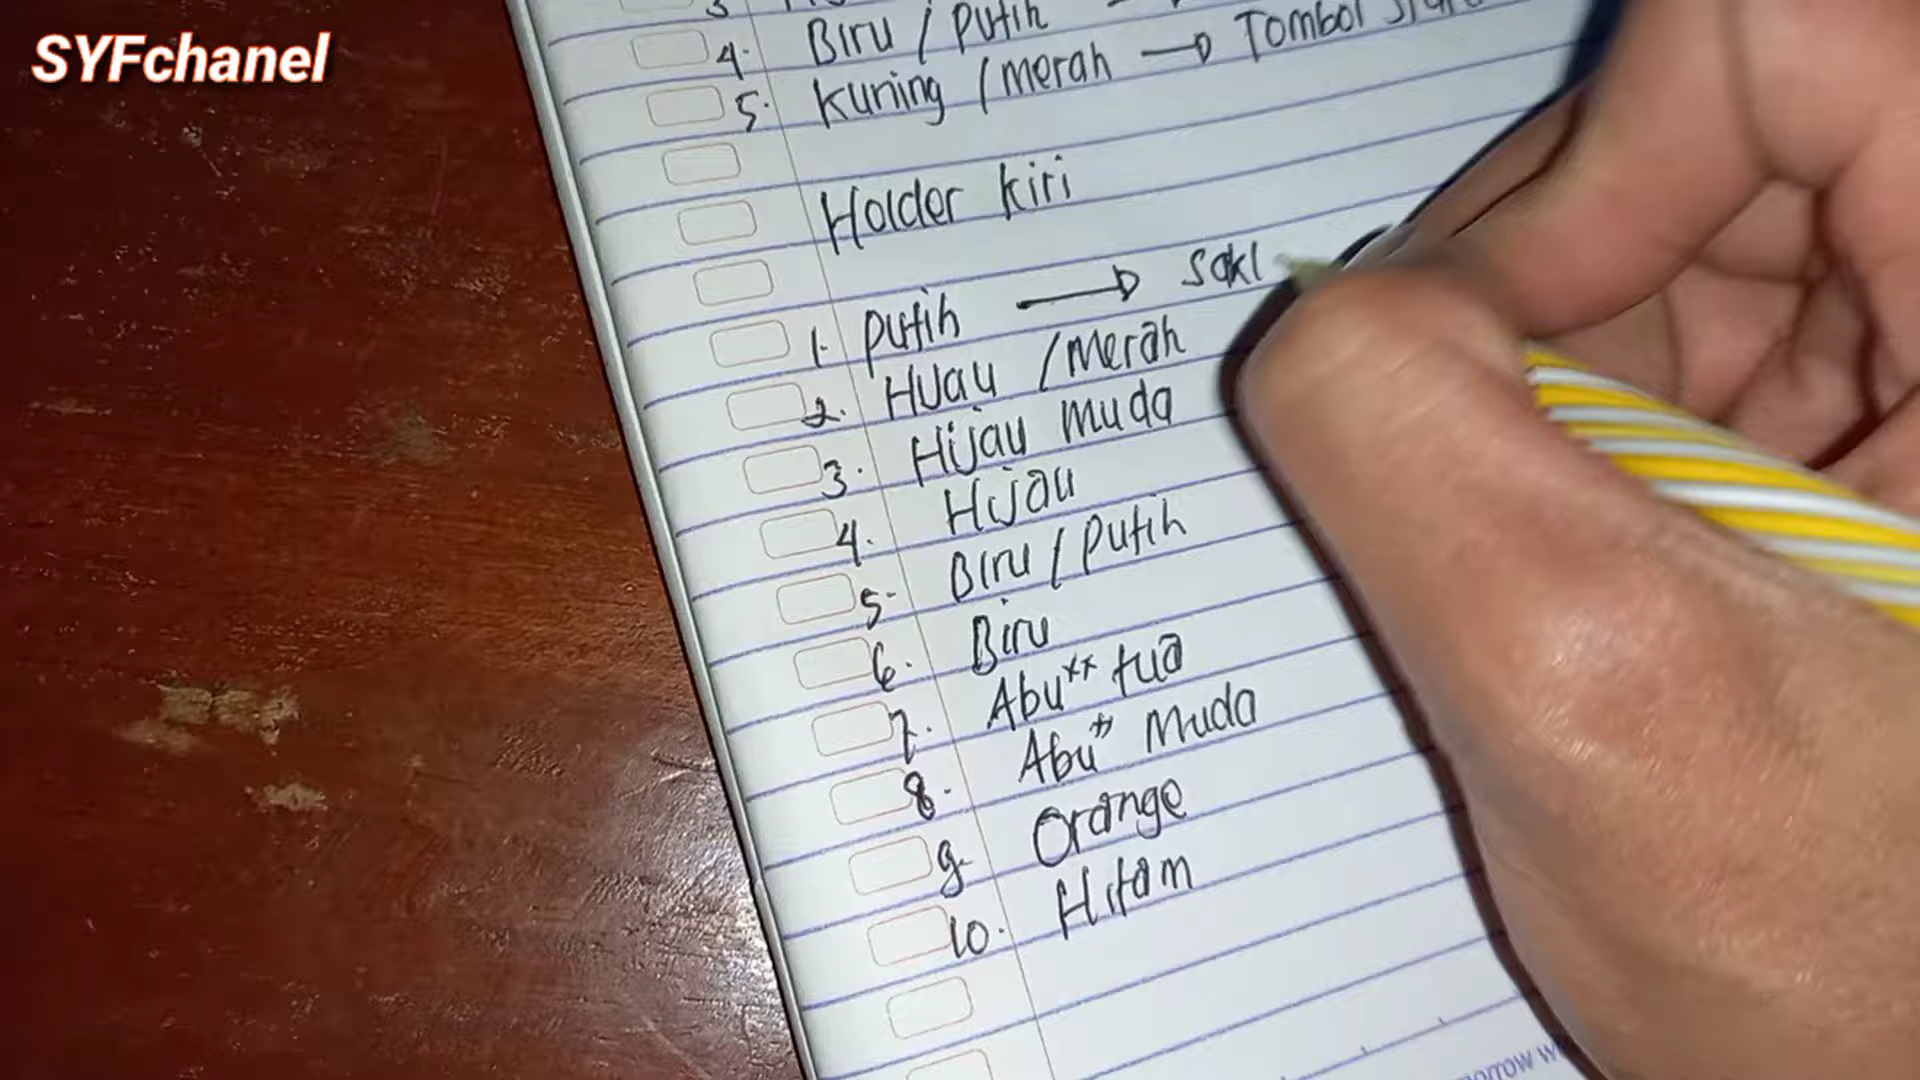 SYFchanel
4. Biru / putih
5. Kuning / merah → Tombol
Holder kiri
1. putih → sakl
2. Hijau / Merah
3. Hijau muda
4. Hijau
5. Biru / putih
6. Biru
7. Abu" tua
8. Abu" Muda
9. Orange
10. Hitam